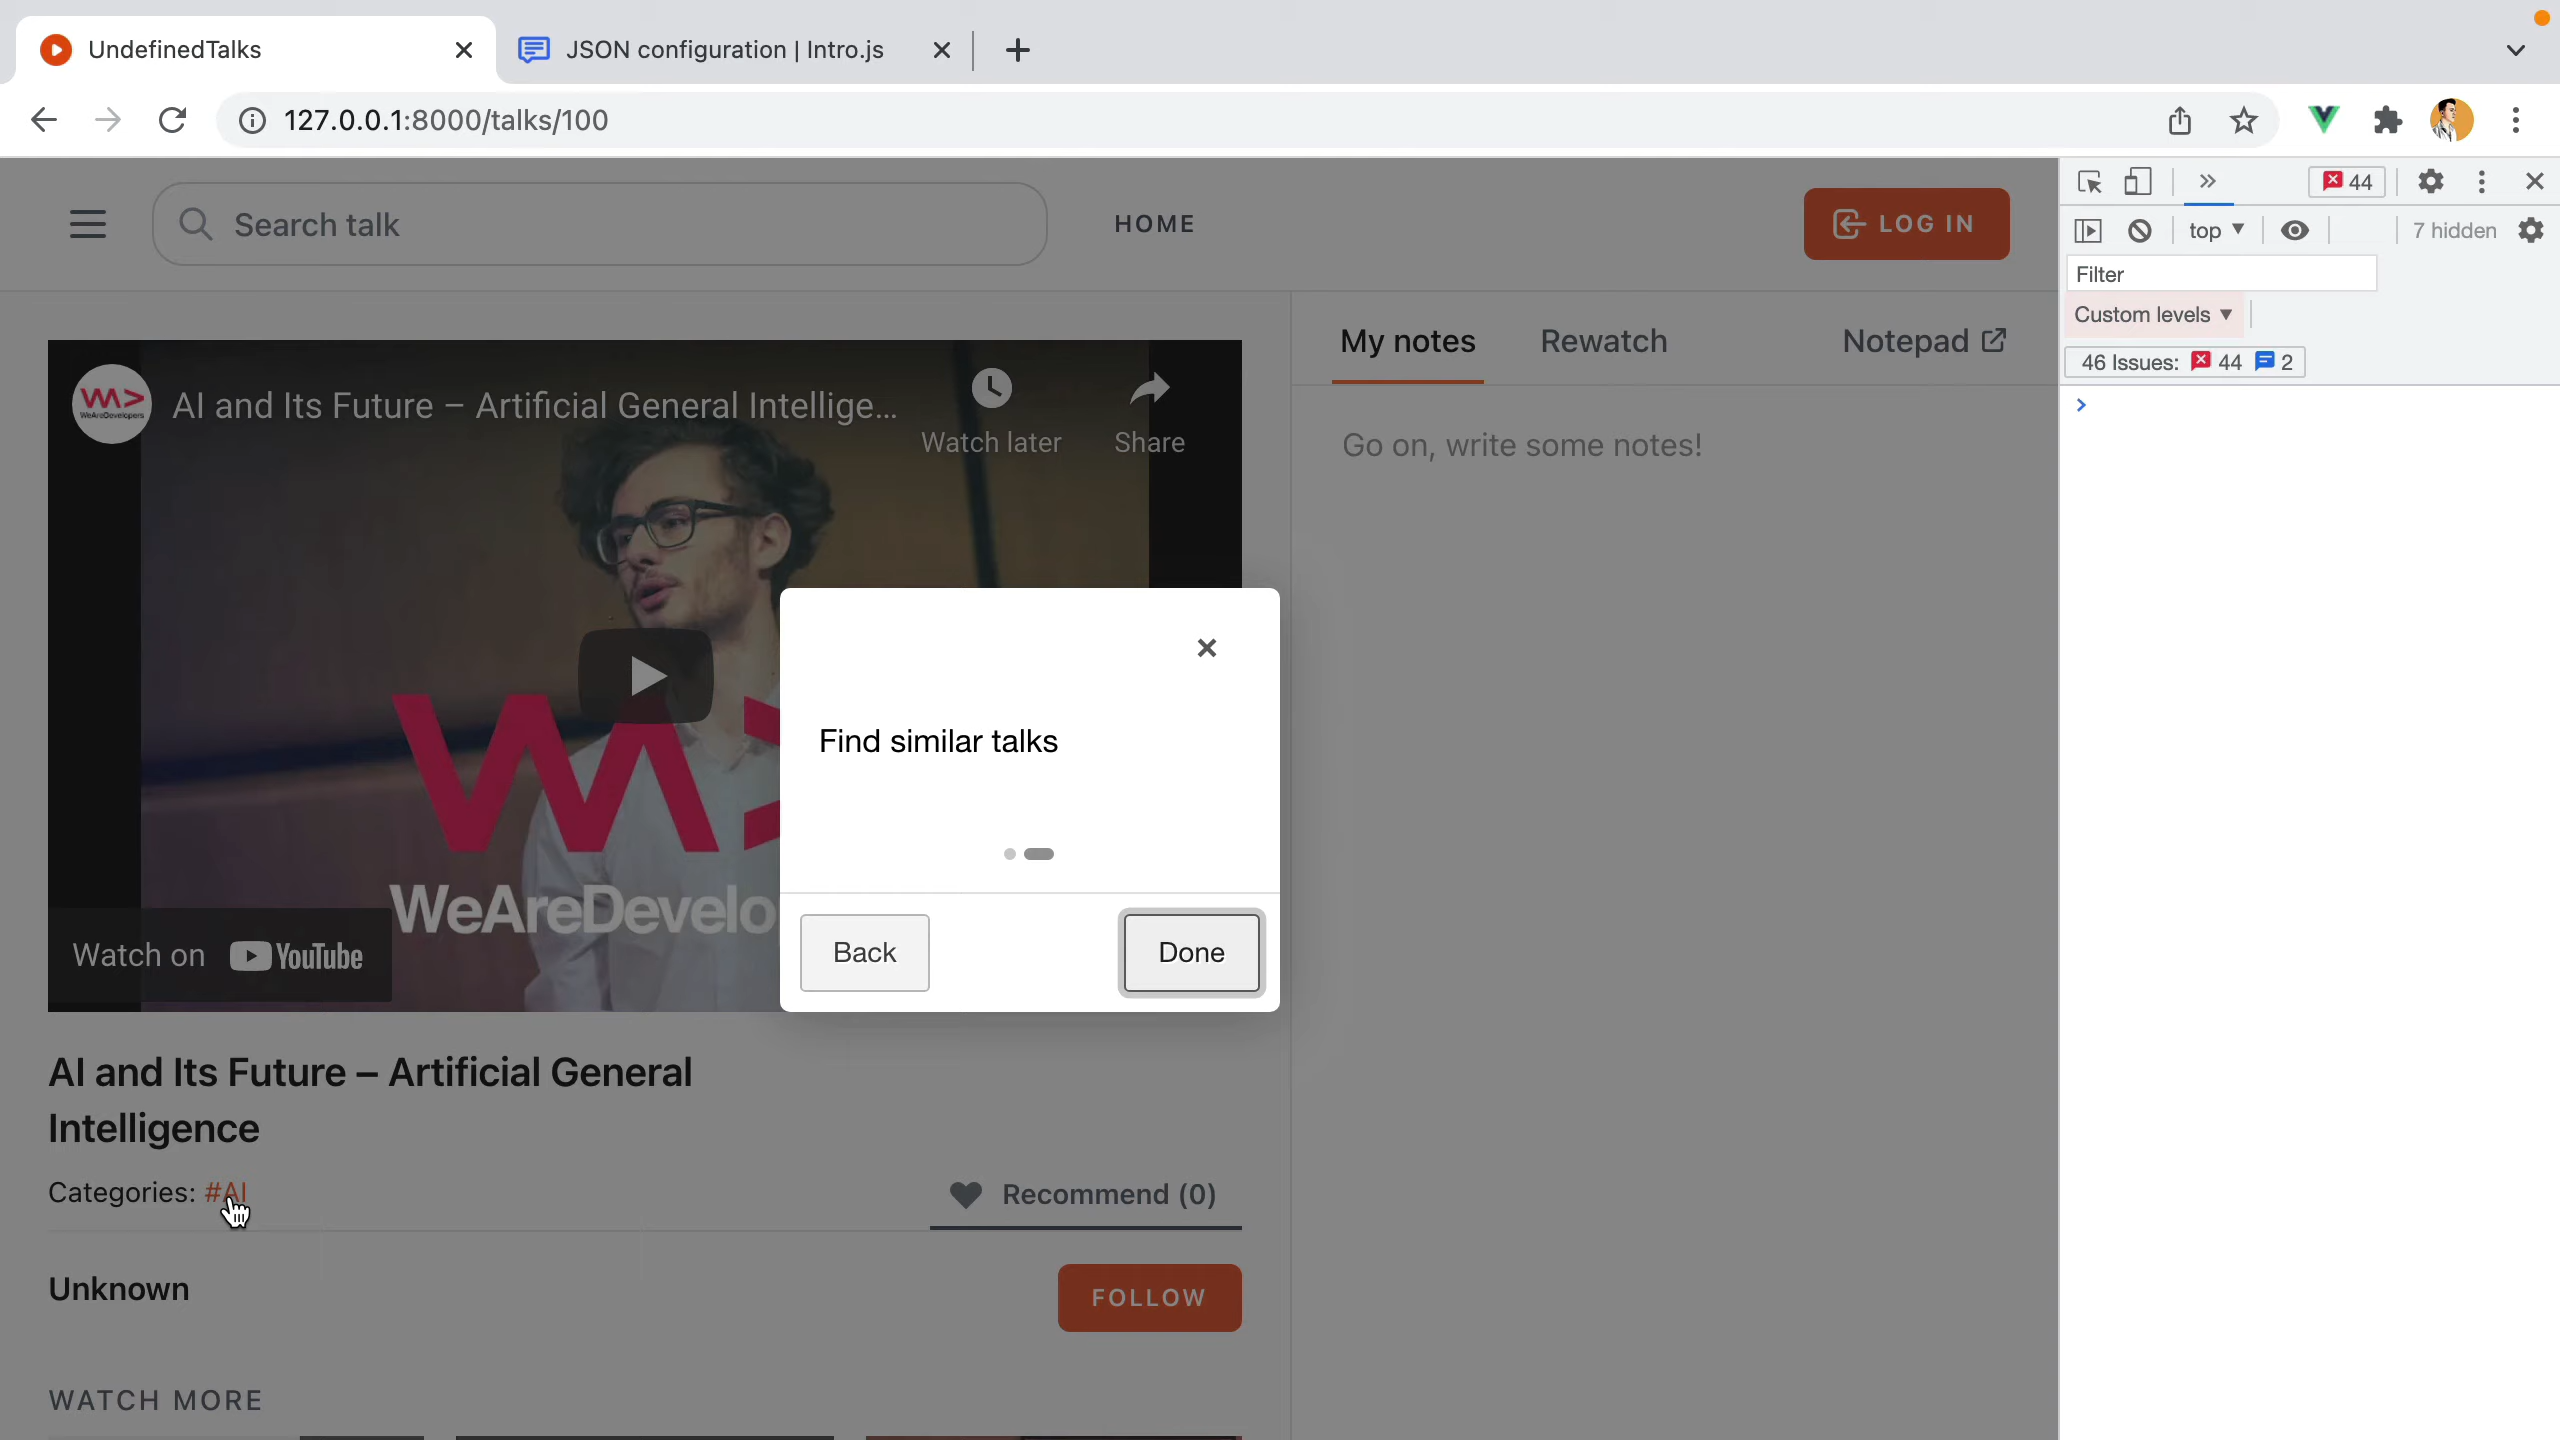 UndefinedTalks
JSON configuration | Intro.js
127.0.0.1:8000/talks/100
Search talk
HOME
LOG IN
44
top
7 hidden
Filter
Custom levels
46 Issues: 44 2
My notes
Rewatch
Notepad
Go on, write some notes!
WeAreDevelopers
AI and Its Future – Artificial General Intellige...
Watch later
Share
WeAreDevelo
Watch on YouTube
Find similar talks
Back
Done
AI and Its Future – Artificial General
Intelligence
Categories: #AI
Recommend (0)
Unknown
FOLLOW
WATCH MORE